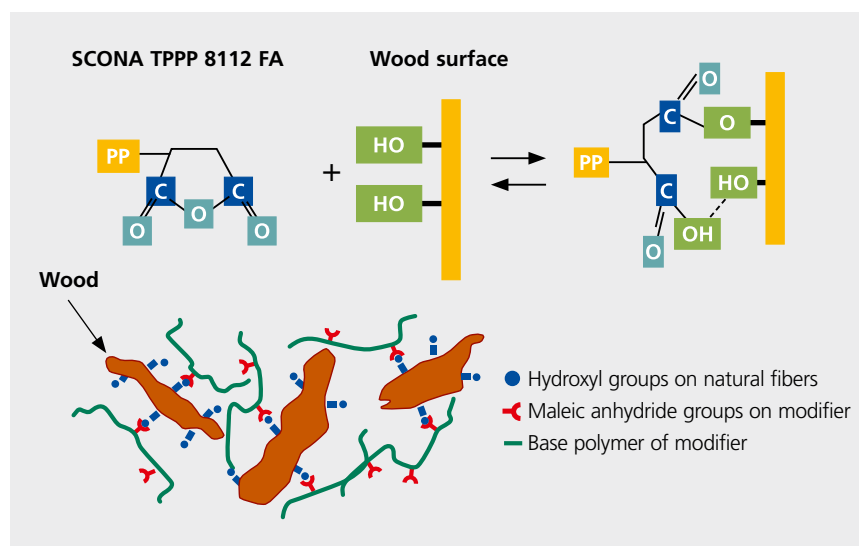 SCONA TPPP 8112 FA
Wood surface
PP
C
O
C
O
O
+
HO
HO
O
C
O
PP
C
HO
OH
O
Wood
Hydroxyl groups on natural fibers
Maleic anhydride groups on modifier
Base polymer of modifier